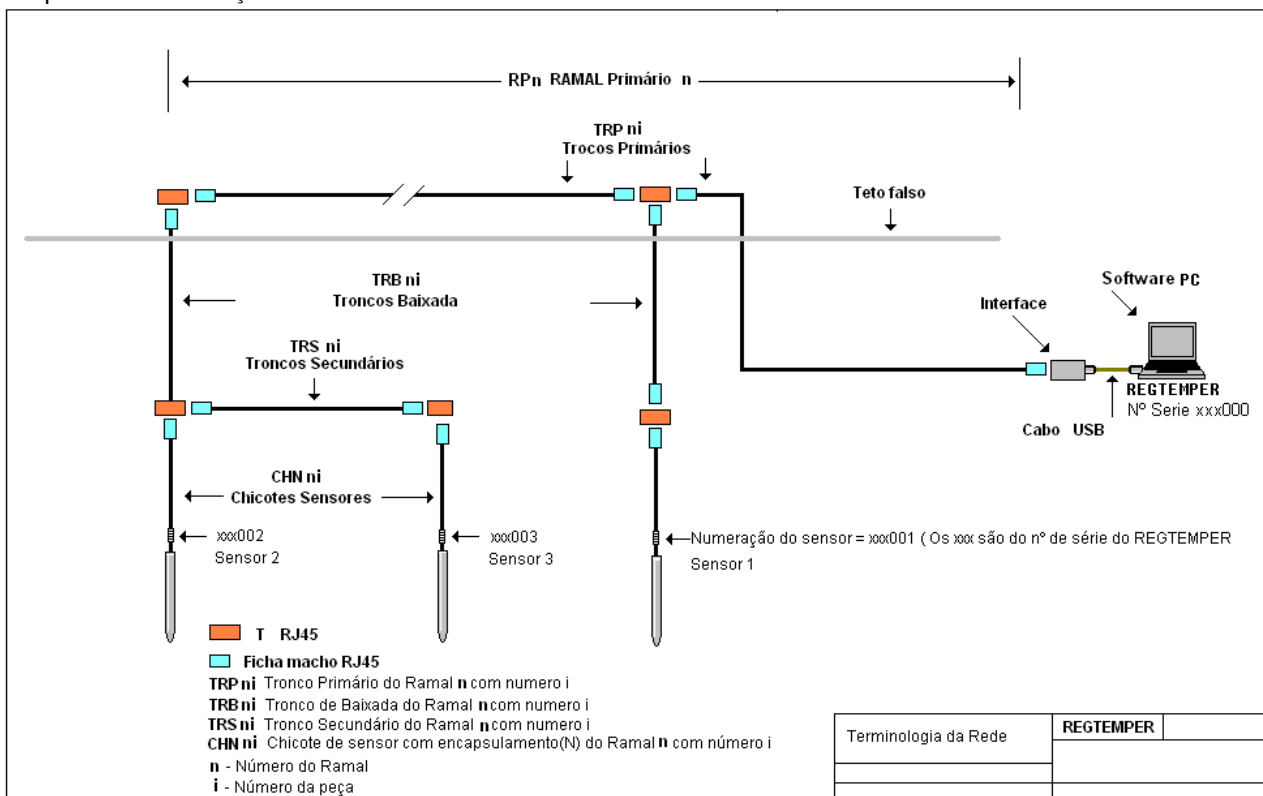 RPn RAMAL Primário n
TRP ni
Trocos Prímários
Teto falso
TRB ni
Troncos Baixada
Software PC
Interface
TRS ni
Troncos Secundários
REGTEMPER
Nº Serie xxx000
Cabo USB
CHN ni
Chicotes Sensores
xxx002
Sensor 2
xxx003
Sensor 3
Numeração do sensor = xxx001 ( Os xxx são do nº de série do REGTEMPER
Sensor 1
T RJ45
Ficha macho RJ45
TRP ni Tronco Primário do Ramal n com numero i
TRB ni Tronco de Baixada do Ramal n com numero i
TRS ni Tronco Secundário do Ramal n com numero i
CHN ni Chicote de sensor com encapsulamento(N) do Ramal n com número i
n - Número do Ramal
i - Número da peça
Terminologia da Rede
REGTEMPER